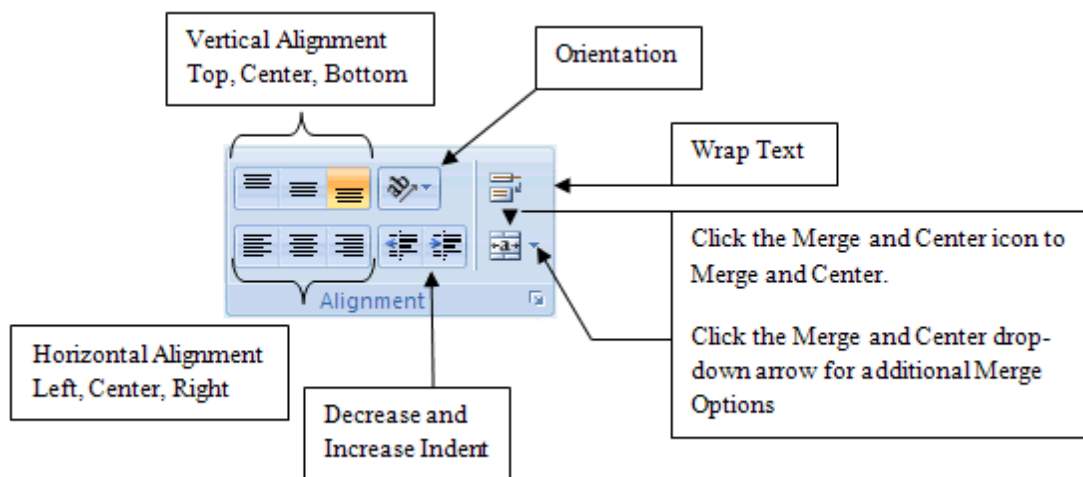 Vertical Alignment
Top, Center, Bottom
Orientation
Wrap Text
ab
a
Click the Merge and Center icon to
Merge and Center.
Click the Merge and Center drop-
down arrow for additional Merge
Options
Alignment
Horizontal Alignment
Left, Center, Right
Decrease and
Increase Indent